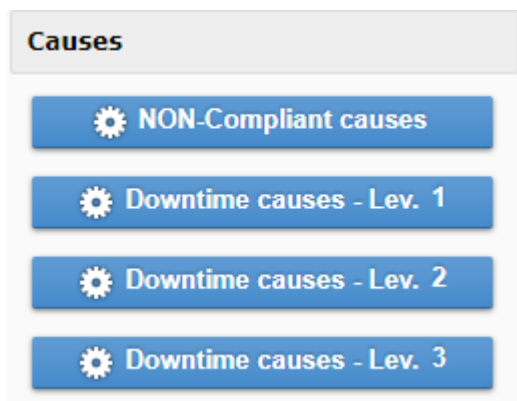 Causes
NON-Compliant causes
Downtime causes - Lev. 1
Downtime causes - Lev. 2
Downtime causes - Lev. 3